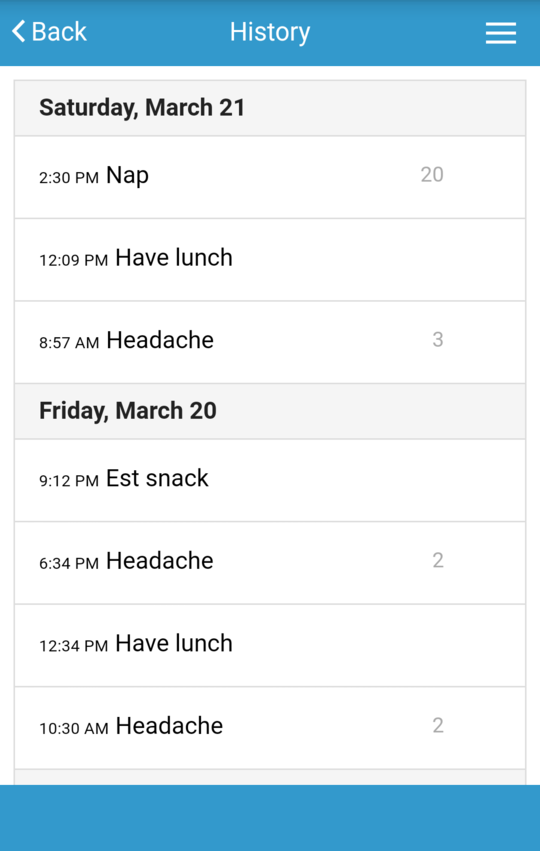 Back History
Saturday, March 21
2:30 PM Nap 20
12:09 PM Have lunch
8:57 AM Headache 3
Friday, March 20
9:12 PM Est snack
6:34 PM Headache 2
12:34 PM Have lunch
10:30 AM Headache 2